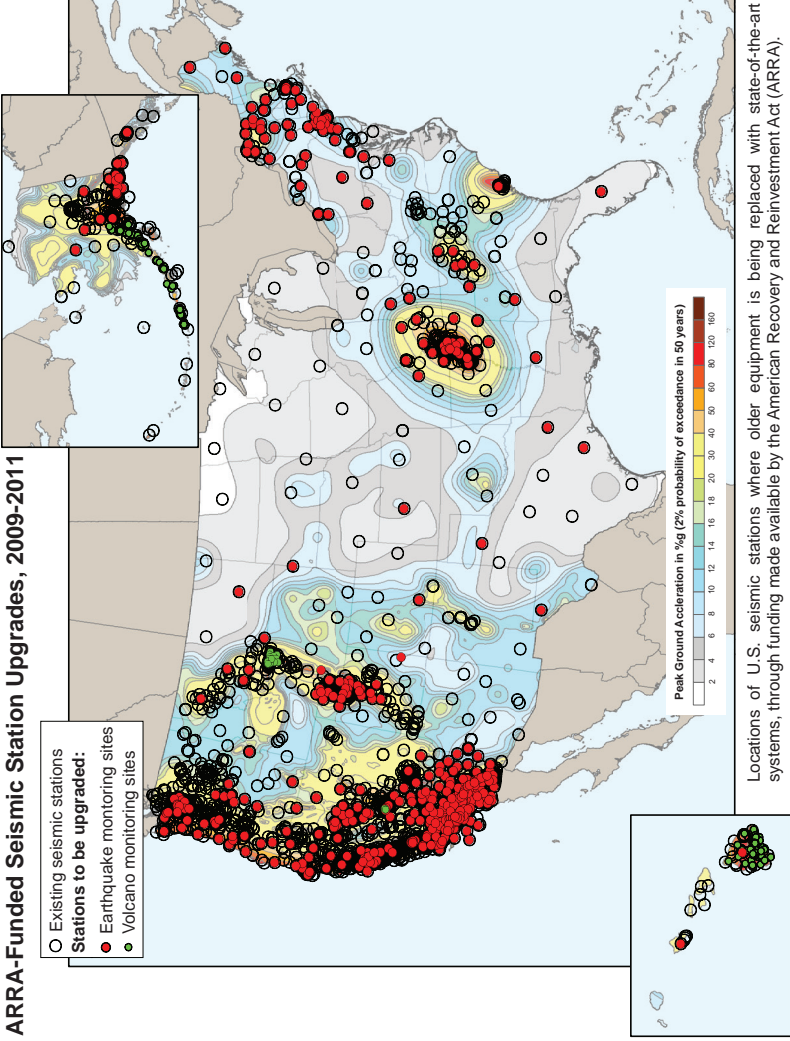 ARRA-Funded Seismic Station Upgrades, 2009-2011
Existing seismic stations
Stations to be upgraded:
Earthquake montoring sites
Volcano monitoring sites
Peak Ground Accleration in %g (2% probability of exceedance in 50 years)
2 4 6 8 10 12 14 16 18 20 30 40 50 60 80 120 160
Locations of U.S. seismic stations where older equipment is being replaced with state-of-the-art
systems, through funding made available by the American Recovery and Reinvestment Act (ARRA).